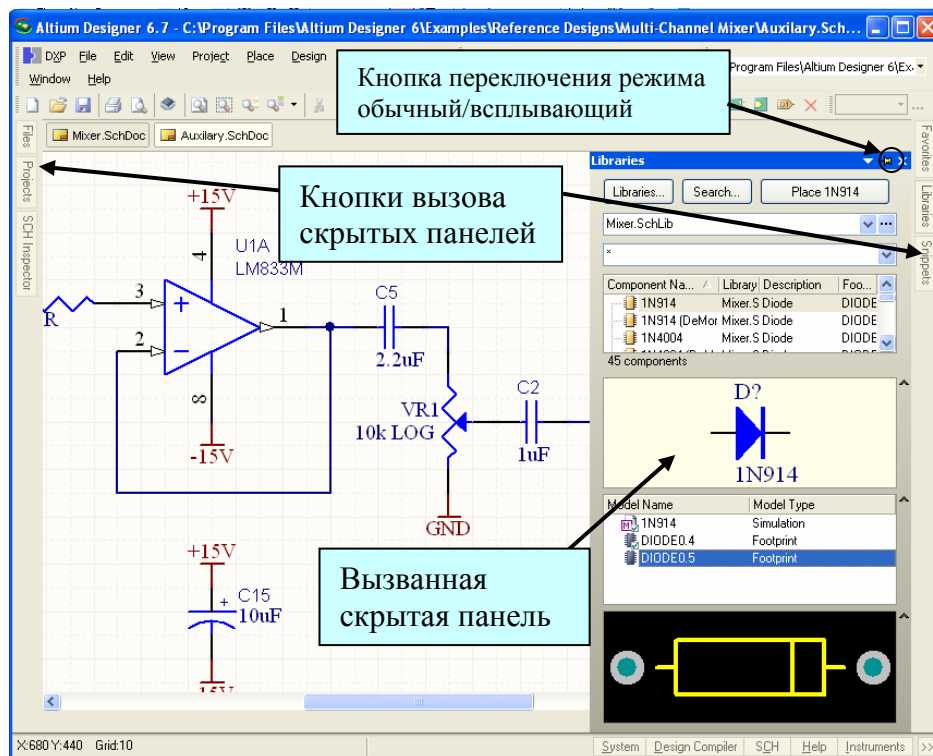 Altium Designer 6.7 - C:\Program Files\Altium Designer 6\Examples\Reference Designs\Multi-Channel Mixer\Auxilary.Sch...
DXP File Edit View Project Place Design
Program Files\Altium Designer 6\Ex
Window Help
Кнопка переключения режима
обычный/всплывающий
Mixer.SchDoc Auxilary.SchDoc
Files
Projects
SCH Inspector
Favorites
Libraries
Snippets
Libraries
Libraries... Search... Place 1N914
Mixer.SchLib
*
Component Na... Library Description Foo...
1N914 Mixer.S Diode DIODE
1N914 (DeMor Mixer.S Diode DIODE
1N4004 Mixer.S Diode DIODE
45 components
Кнопки вызова
скрытых панелей
+15V
4
U1A
LM833M
3
R
2
1
8
-15V
C5
2.2uF
VR1
10k LOG
C2
1uF
GND
D?
1N914
Model Name Model Type
1N914 Simulation
DIODE0.4 Footprint
DIODE0.5 Footprint
Вызванная
скрытая панель
+15V
+
C15
10uF
X:680 Y:440 Grid:10
System Design Compiler SCH Help Instruments >>